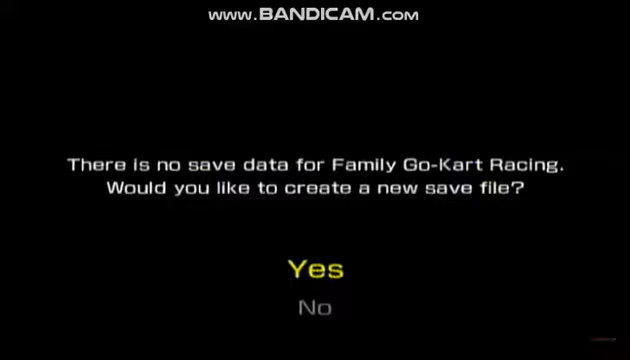 www.BANDICAM.com
There is no save data for Family Go-Kart Racing.
Would you like to create a new save file?
Yes
No